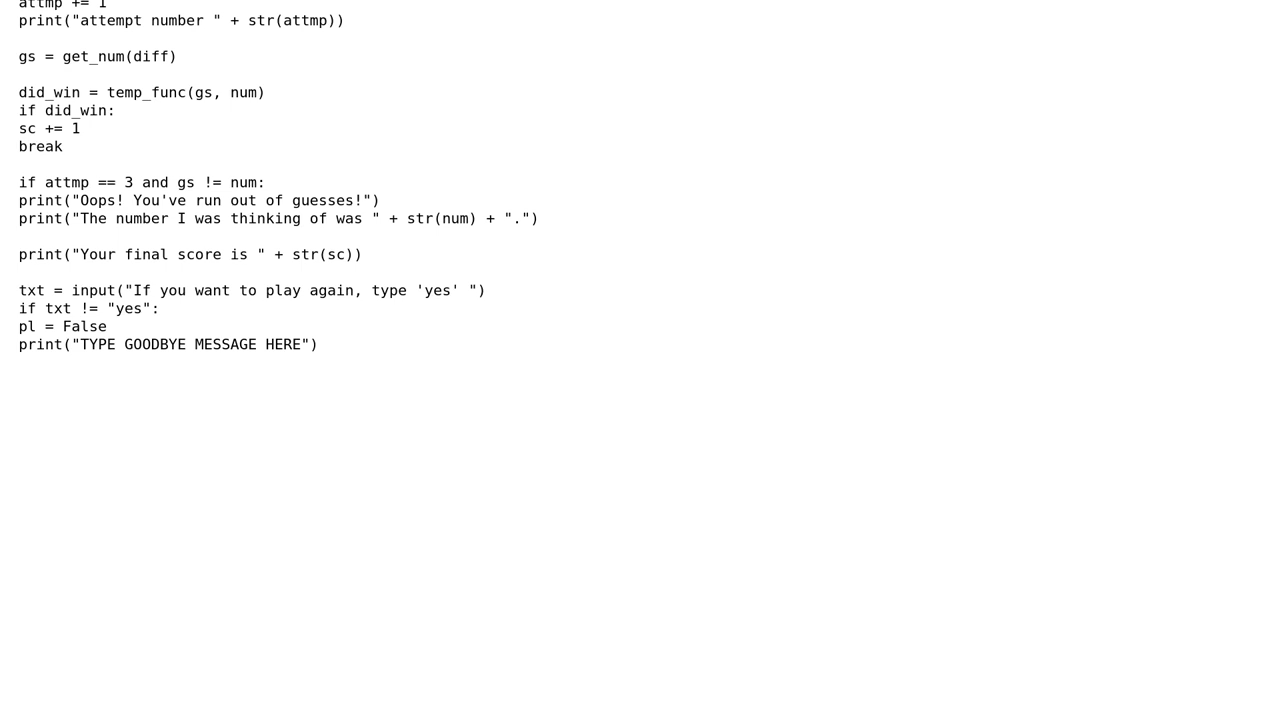 attmp += 1
print("attempt number " + str(attmp))
gs = get_num(diff)
did_win = temp_func(gs, num)
if did_win:
sc += 1
break
if attmp == 3 and gs != num:
print("Oops! You've run out of guesses!")
print("The number I was thinking of was " + str(num) + ".")
print("Your final score is " + str(sc))
txt = input("If you want to play again, type 'yes' ")
if txt != "yes":
pl = False
print("TYPE GOODBYE MESSAGE HERE")